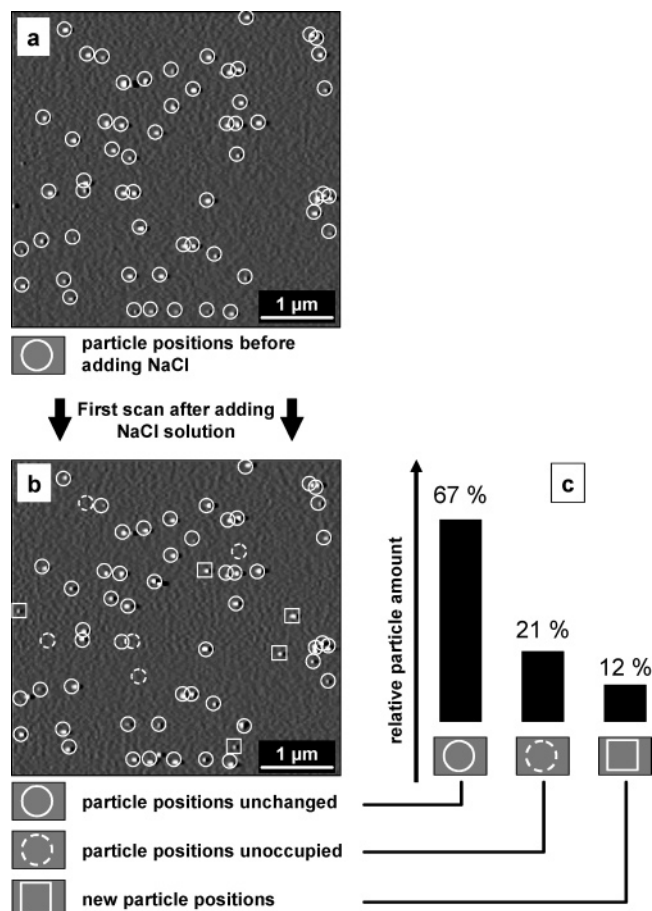 a
1 µm
particle positions before
adding NaCl
First scan after adding
NaCl solution
b
1 µm
c
relative particle amount
67 %
21 %
12 %
particle positions unchanged
particle positions unoccupied
new particle positions